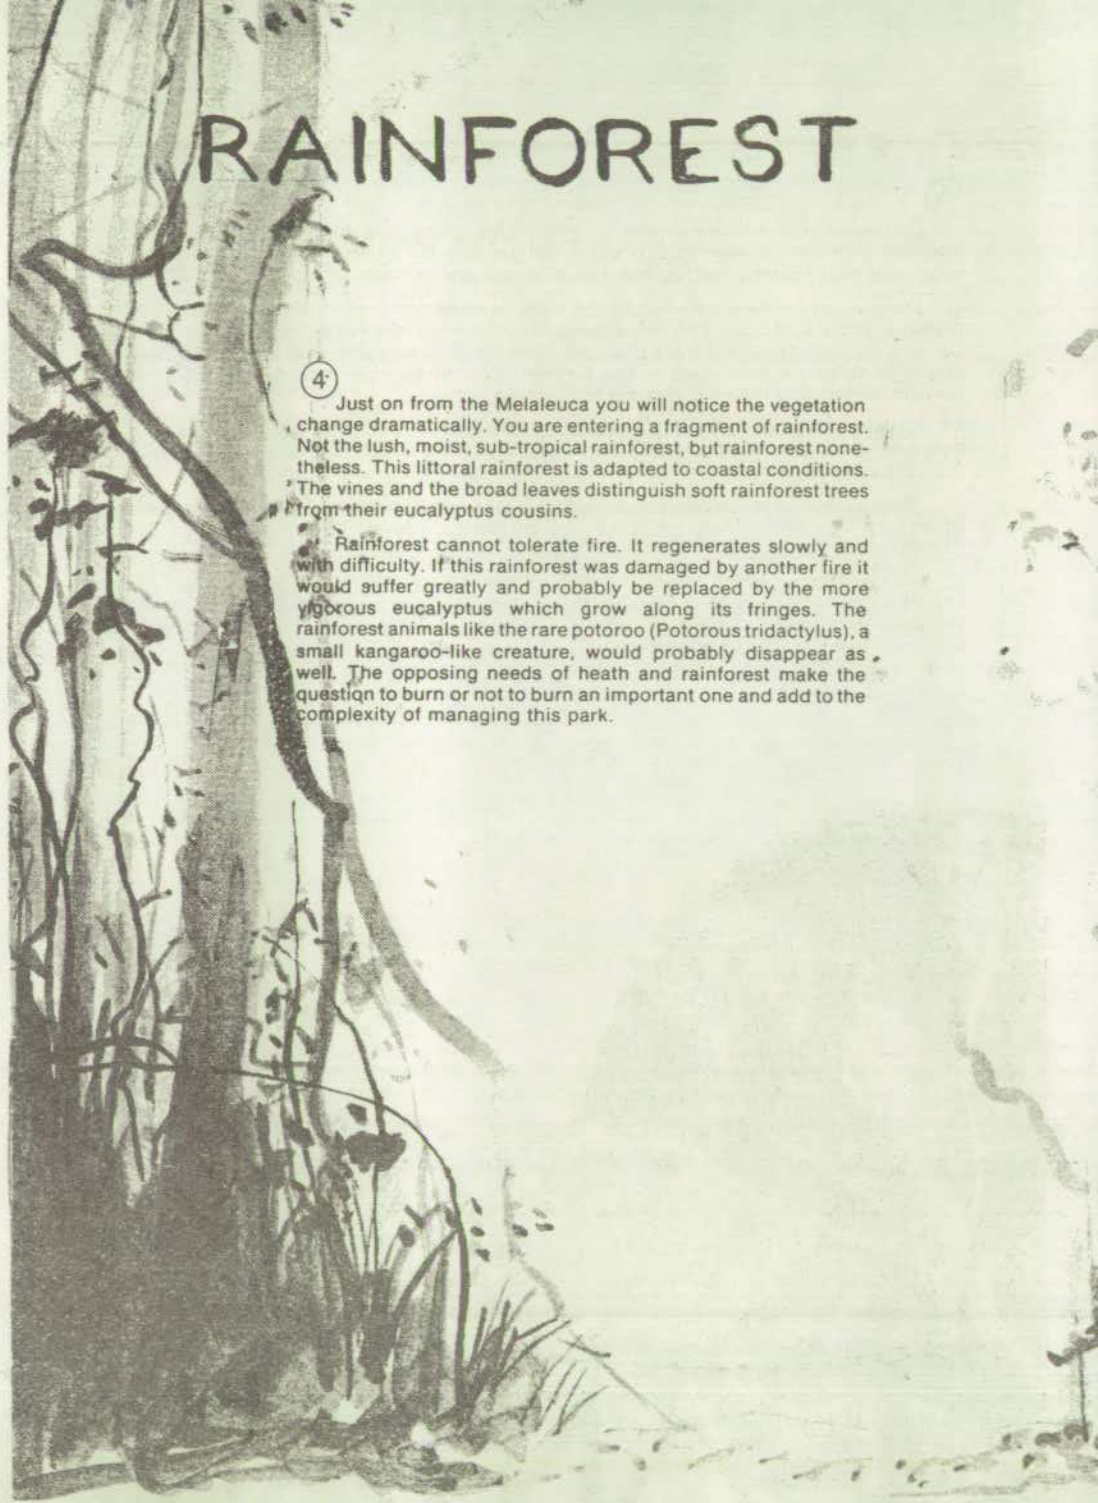 RAINFOREST
4
Just on from the Melaleuca you will notice the vegetation
change dramatically. You are entering a fragment of rainforest.
Not the lush, moist, sub-tropical rainforest, but rainforest none-
theless. This littoral rainforest is adapted to coastal conditions.
The vines and the broad leaves distinguish soft rainforest trees
from their eucalyptus cousins.
Rainforest cannot tolerate fire. It regenerates slowly and
with difficulty. If this rainforest was damaged by another fire it
would suffer greatly and probably be replaced by the more
vigorous eucalyptus which grow along its fringes. The
rainforest animals like the rare potoroo (Potorous tridactylus), a
small kangaroo-like creature, would probably disappear as
well. The opposing needs of heath and rainforest make the
question to burn or not to burn an important one and add to the
complexity of managing this park.